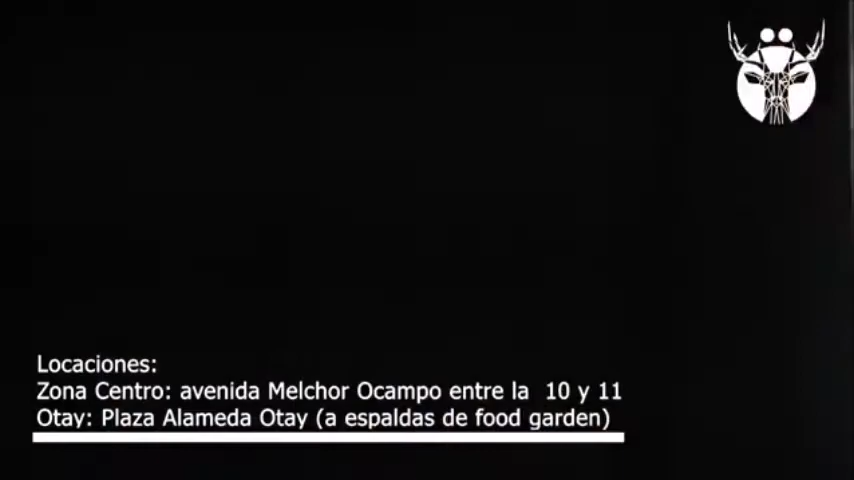 Locaciones:
Zona Centro: avenida Melchor Ocampo entre la 10 y 11
Otay: Plaza Alameda Otay (a espaldas de food garden)